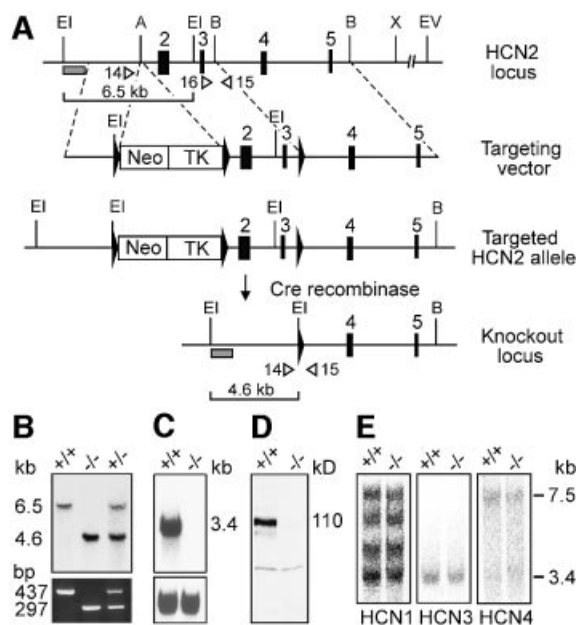 A
EI A 2 EI 3 B 4 5 B X EV
HCN2 locus
14 16 15
6.5 kb
EI Neo TK 2 EI 3 4 5
Targeting vector
EI EI Neo TK 2 EI 3 4 5 B
Targeted HCN2 allele
Cre recombinase
EI EI 4 5 B
Knockout locus
14 15
4.6 kb
B
+/+ -/- +/-
kb
6.5
4.6
bp
437
297
C
+/+ -/-
kb
3.4
D
+/+ -/-
kD
110
E
+/+ -/- +/+ -/- +/+ -/-
kb
7.5
3.4
HCN1 HCN3 HCN4